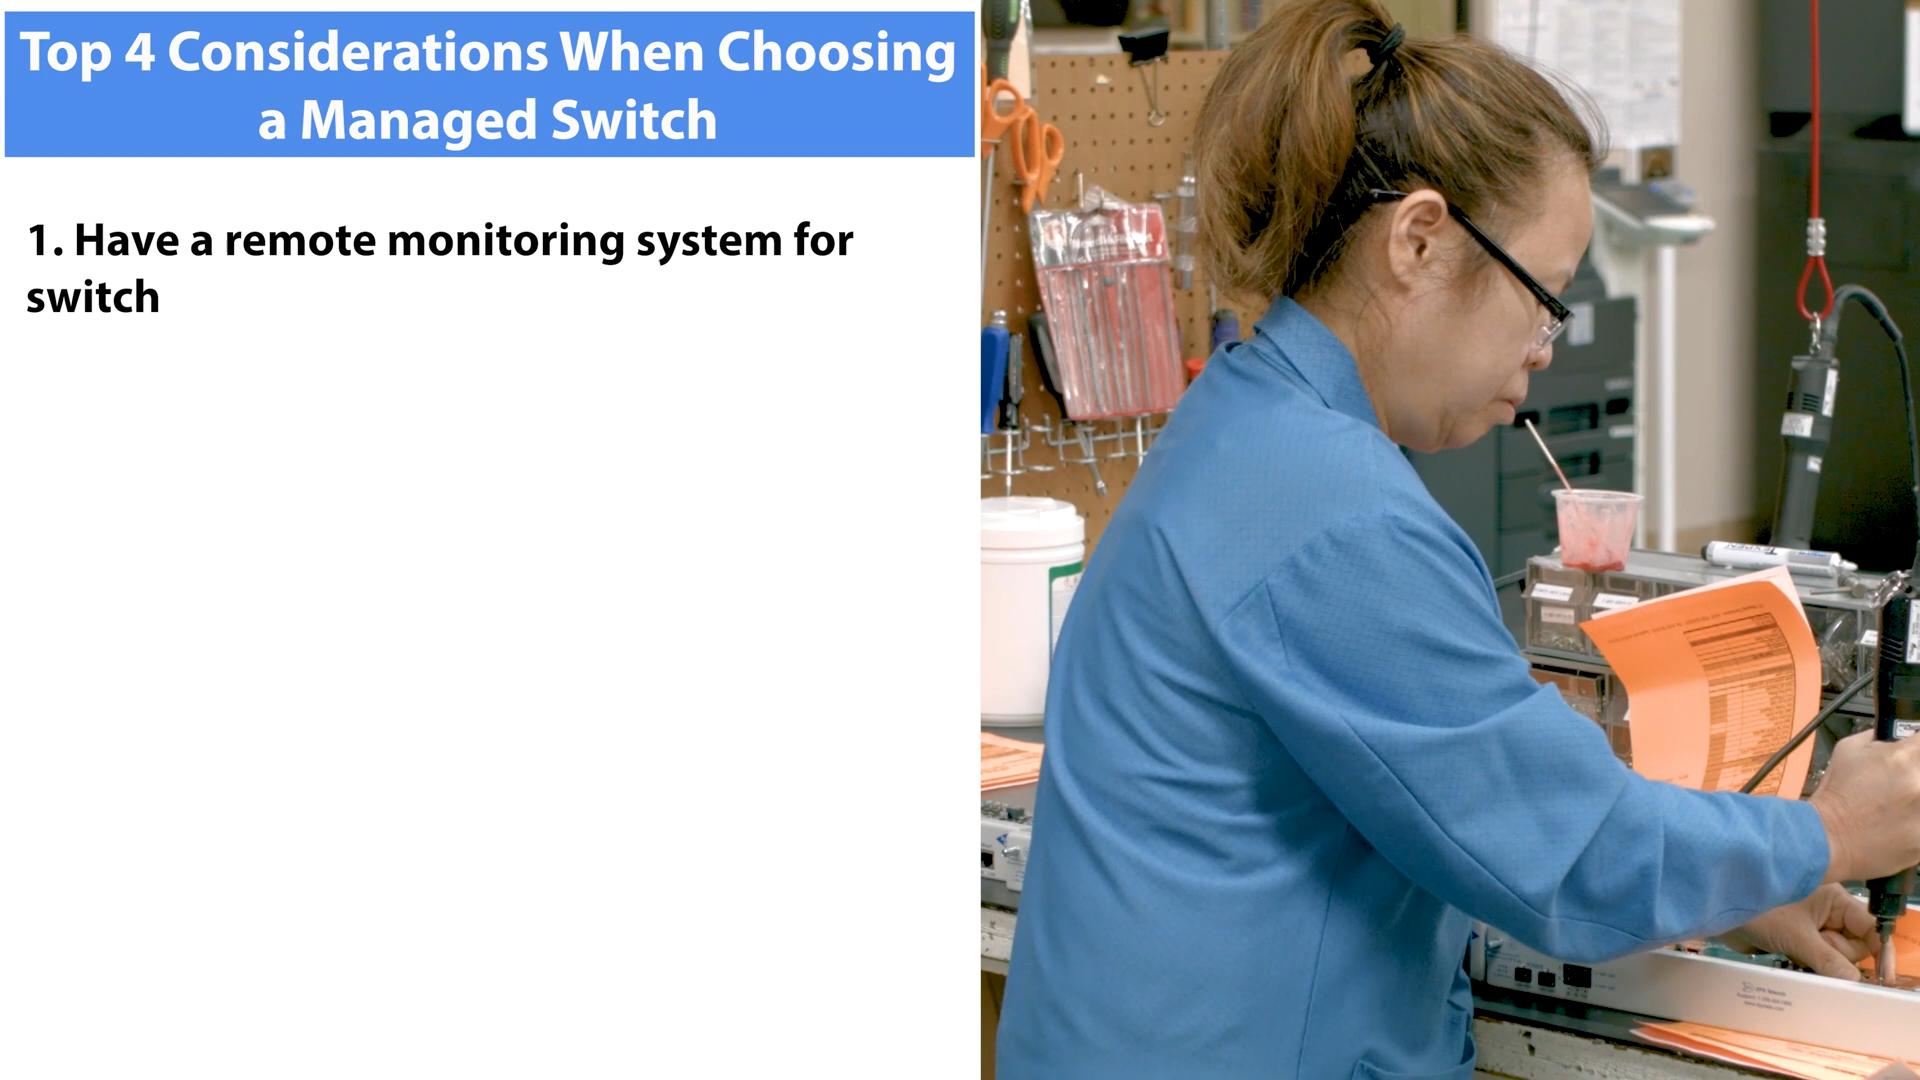 Top 4 Considerations When Choosing
a Managed Switch
1. Have a remote monitoring system for
switch